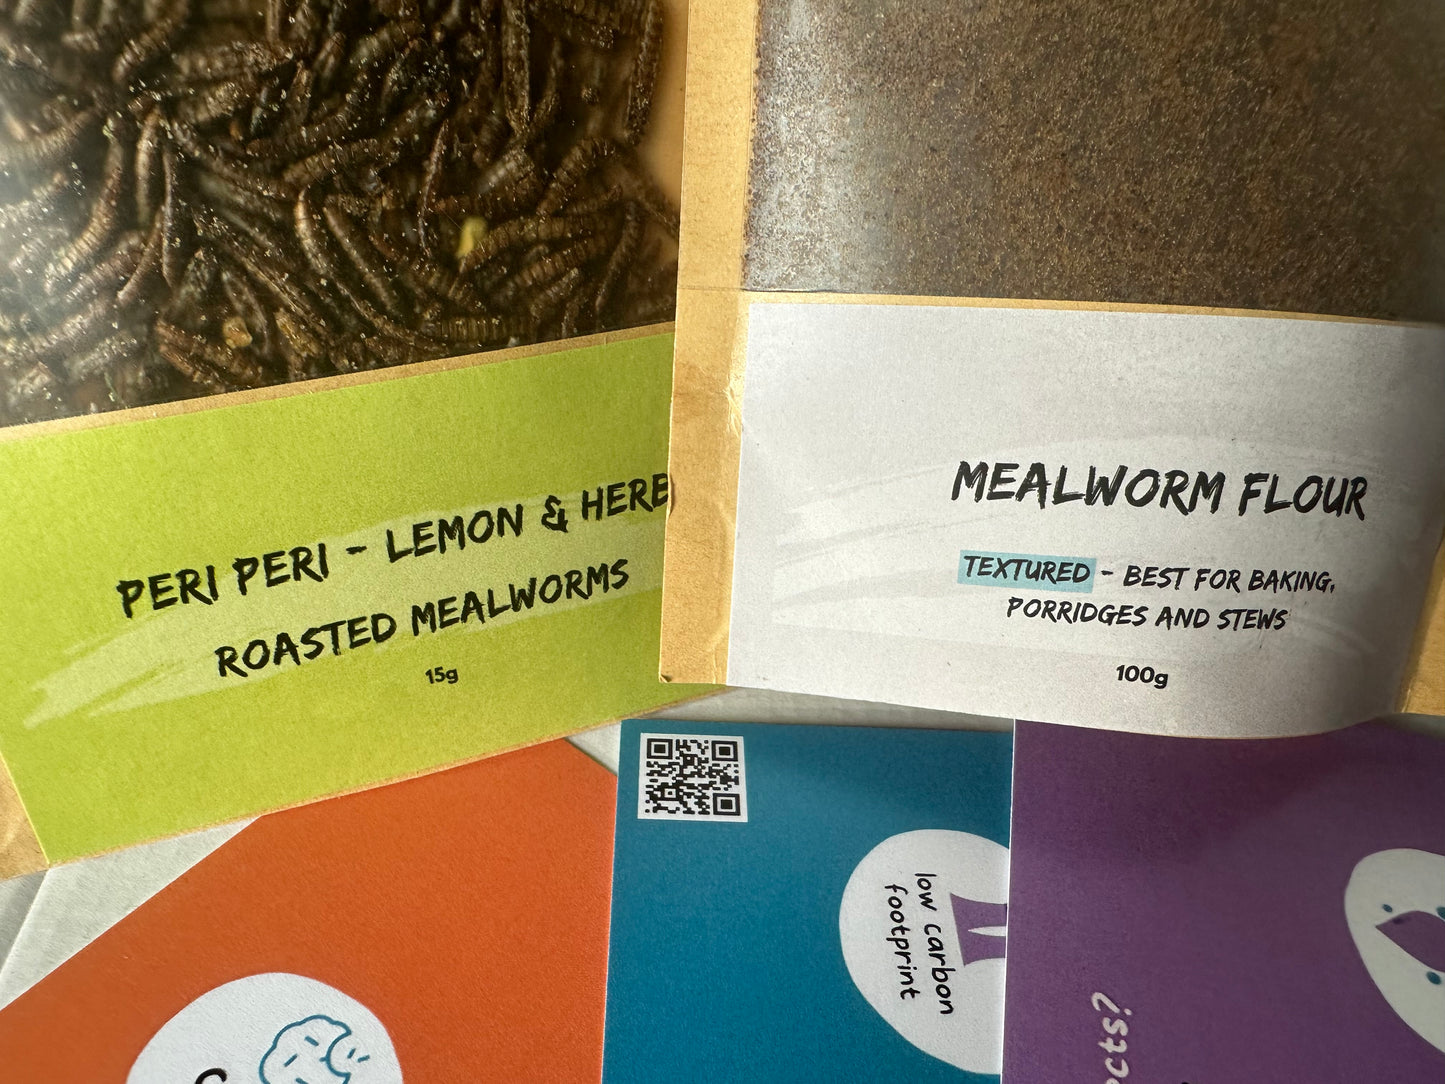 PERI PERI - LEMON & HERB
ROASTED MEALWORMS
15g
MEALWORM FLOUR
TEXTURED - BEST FOR BAKING,
PORRIDGES AND STEWS
100g
low carbon
footprint